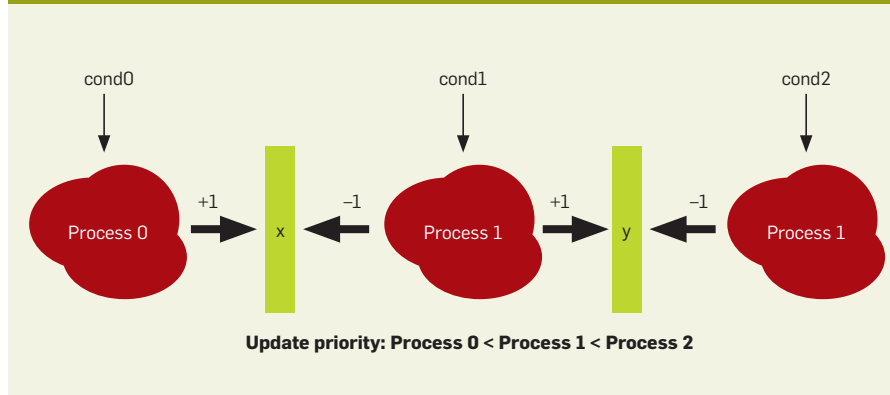 cond0
cond1
cond2
+1
−1
+1
−1
Process 0
x
Process 1
y
Process 1
Update priority: Process 0 < Process 1 < Process 2